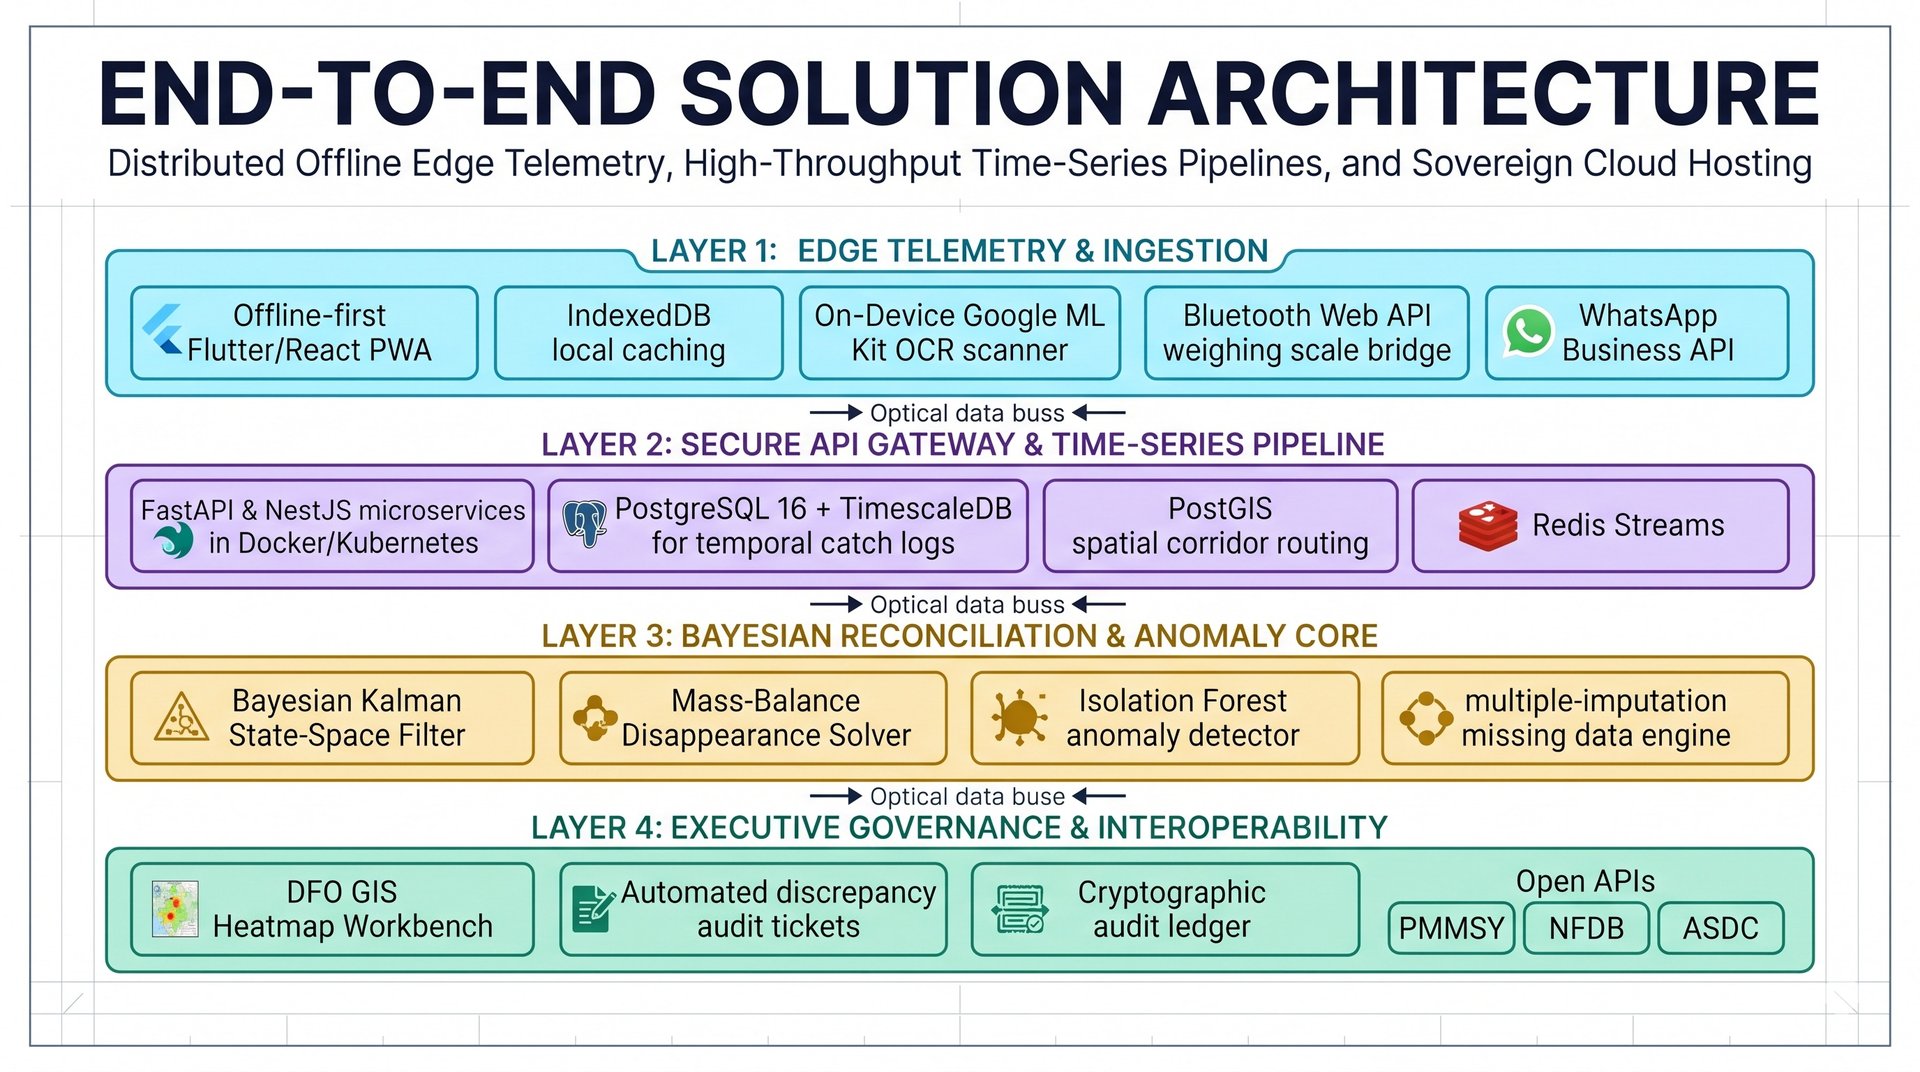 END-TO-END SOLUTION ARCHITECTURE
Distributed Offline Edge Telemetry, High-Throughput Time-Series Pipelines, and Sovereign Cloud Hosting
LAYER 1: EDGE TELEMETRY & INGESTION
Offline-first
Flutter/React PWA
IndexedDB
local caching
On-Device Google ML
Kit OCR scanner
Bluetooth Web API
weighing scale bridge
WhatsApp
Business API
Optical data buss
LAYER 2: SECURE API GATEWAY & TIME-SERIES PIPELINE
FastAPI & NestJS microservices
in Docker/Kubernetes
PostgreSQL 16 + TimescaleDB
for temporal catch logs
PostGIS
spatial corridor routing
Redis Streams
Optical data buss
LAYER 3: BAYESIAN RECONCILIATION & ANOMALY CORE
Bayesian Kalman
State-Space Filter
Mass-Balance
Disappearance Solver
Isolation Forest
anomaly detector
multiple-imputation
missing data engine
Optical data buse
LAYER 4: EXECUTIVE GOVERNANCE & INTEROPERABILITY
DFO GIS
Heatmap Workbench
Automated discrepancy
audit tickets
Cryptographic
audit ledger
Open APIs
PMMSY
NFDB
ASDC